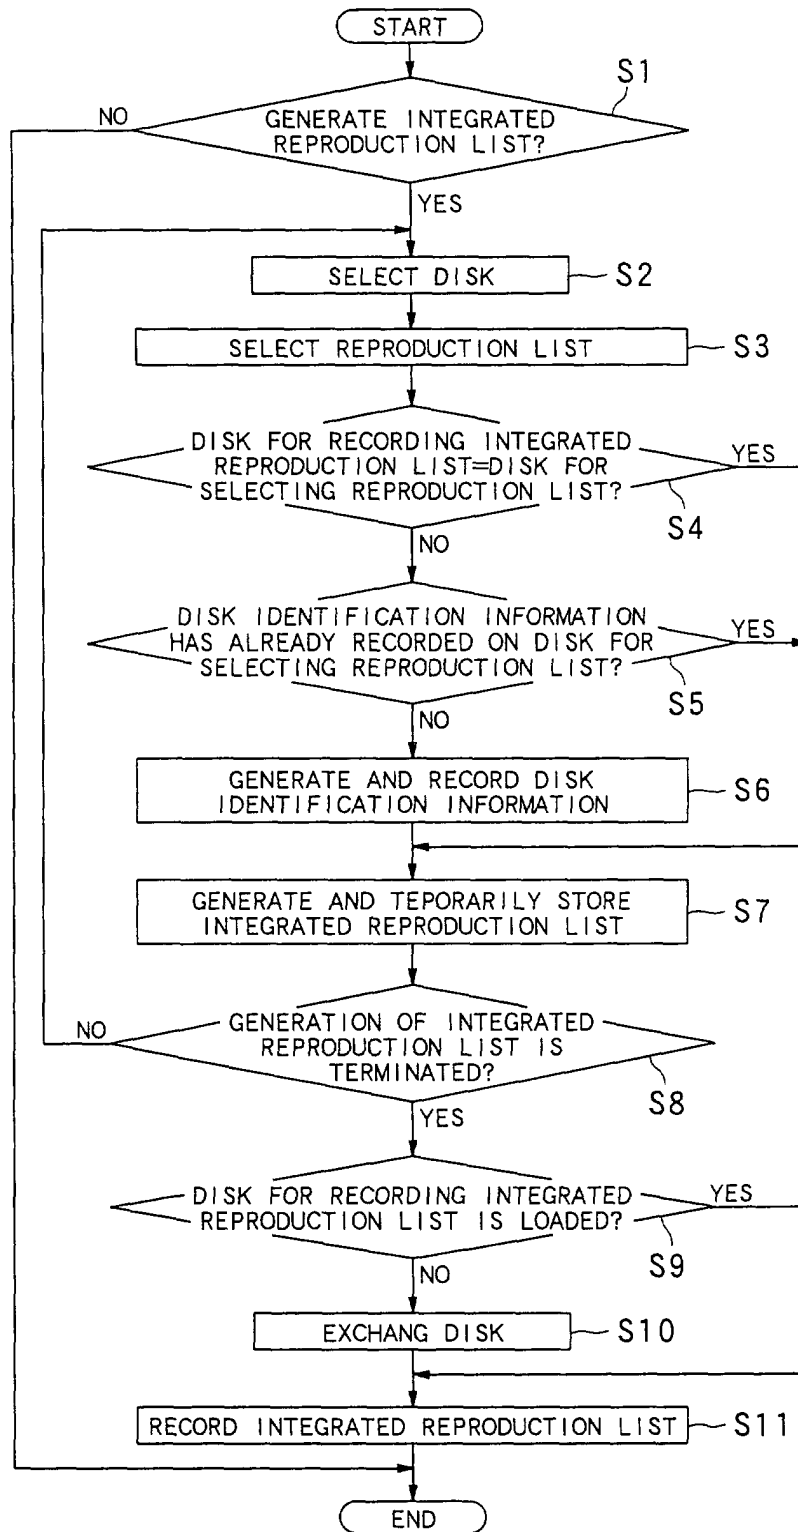 START
S1
NO
GENERATE INTEGRATED
REPRODUCTION LIST?
YES
SELECT DISK
S2
SELECT REPRODUCTION LIST
S3
DISK FOR RECORDING INTEGRATED
REPRODUCTION LIST=DISK FOR
SELECTING REPRODUCTION LIST?
YES
S4
NO
DISK IDENTIFICATION INFORMATION
HAS ALREADY RECORDED ON DISK FOR
SELECTING REPRODUCTION LIST?
YES
S5
NO
GENERATE AND RECORD DISK
IDENTIFICATION INFORMATION
S6
GENERATE AND TEPORARILY STORE
INTEGRATED REPRODUCTION LIST
S7
NO
GENERATION OF INTEGRATED
REPRODUCTION LIST IS
TERMINATED?
S8
YES
DISK FOR RECORDING INTEGRATED
REPRODUCTION LIST IS LOADED?
YES
S9
NO
EXCHANG DISK
S10
RECORD INTEGRATED REPRODUCTION LIST
S11
END